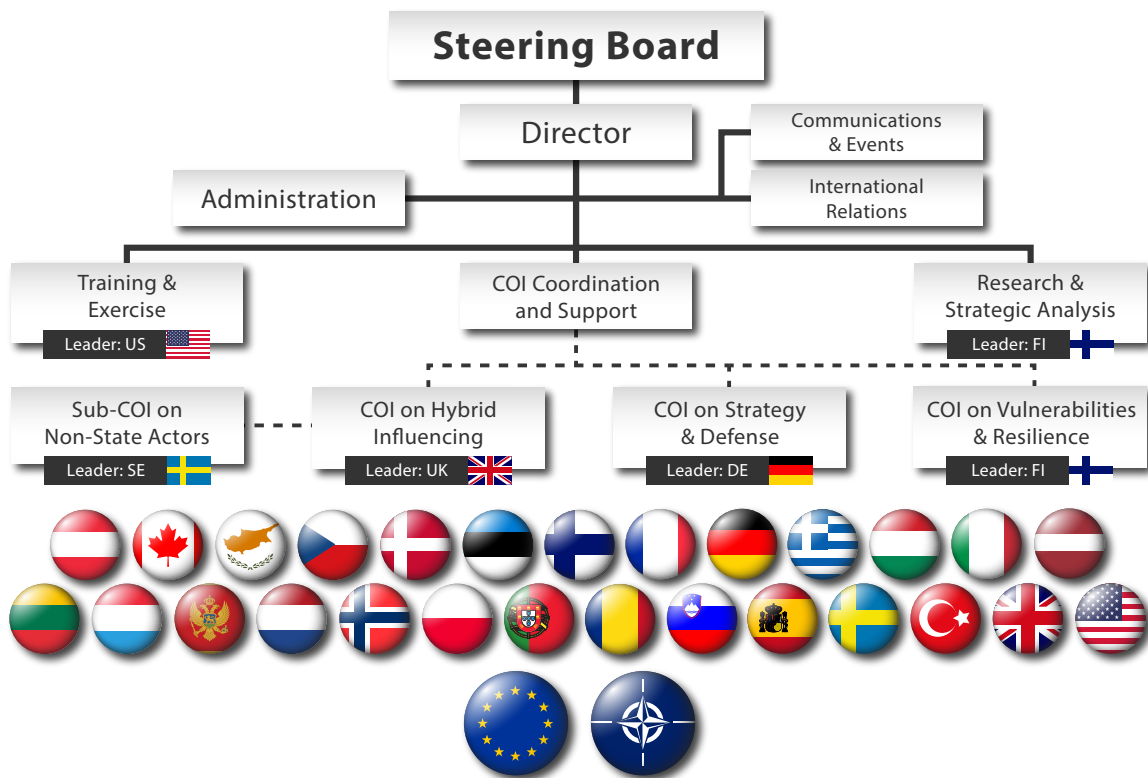 Steering Board
Director
Communications
& Events
Administration
International
Relations
Training &
Exercise
Leader: US
COI Coordination
and Support
Research &
Strategic Analysis
Leader: FI
Sub-COI on
Non-State Actors
Leader: SE
COI on Hybrid
Influencing
Leader: UK
COI on Strategy
& Defense
Leader: DE
COI on Vulnerabilities
& Resilience
Leader: FI